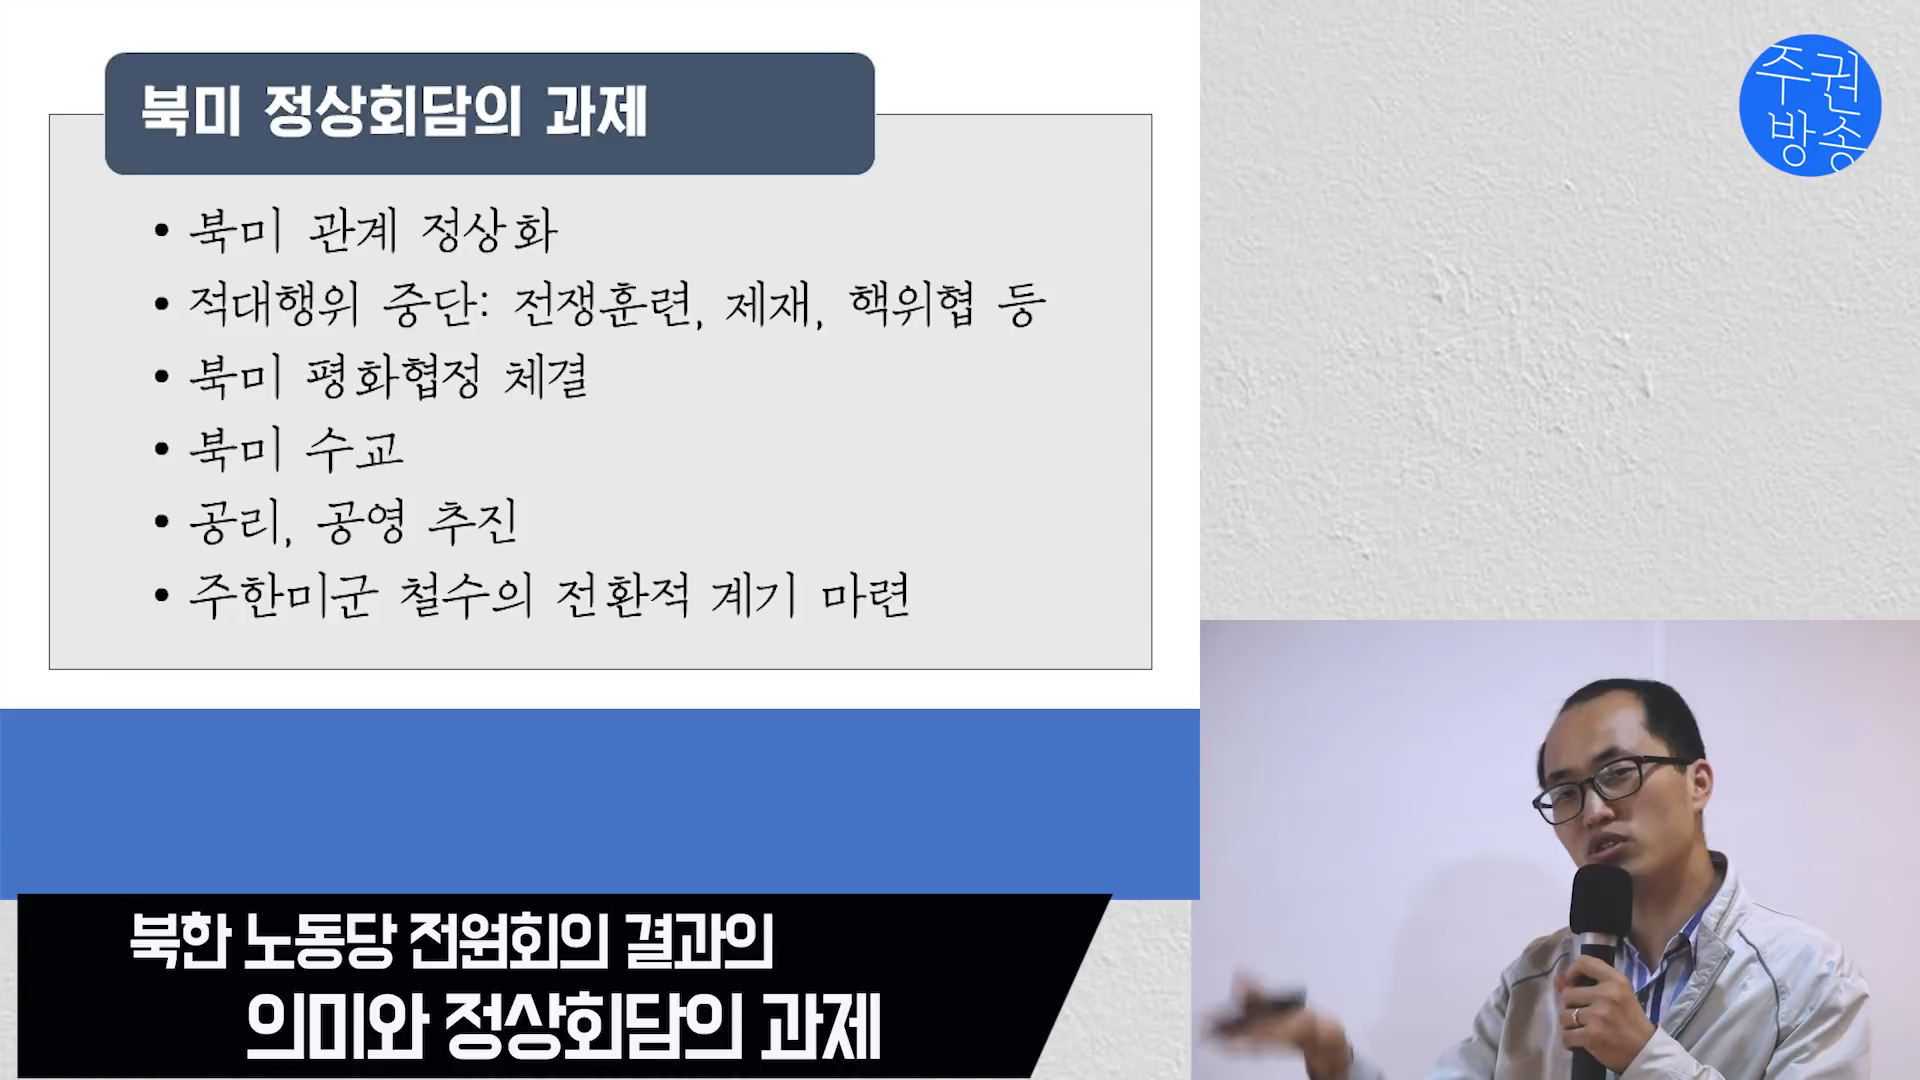 북미 정상회담의 과제
• 북미 관계 정상화
• 적대행위 중단: 전쟁훈련, 제재, 핵위협 등
• 북미 평화협정 체결
• 북미 수교
• 공리, 공영 추진
• 주한미군 철수의 전환적 계기 마련
주권
방송
북한 노동당 전원회의 결과의
의미와 정상회담의 과제